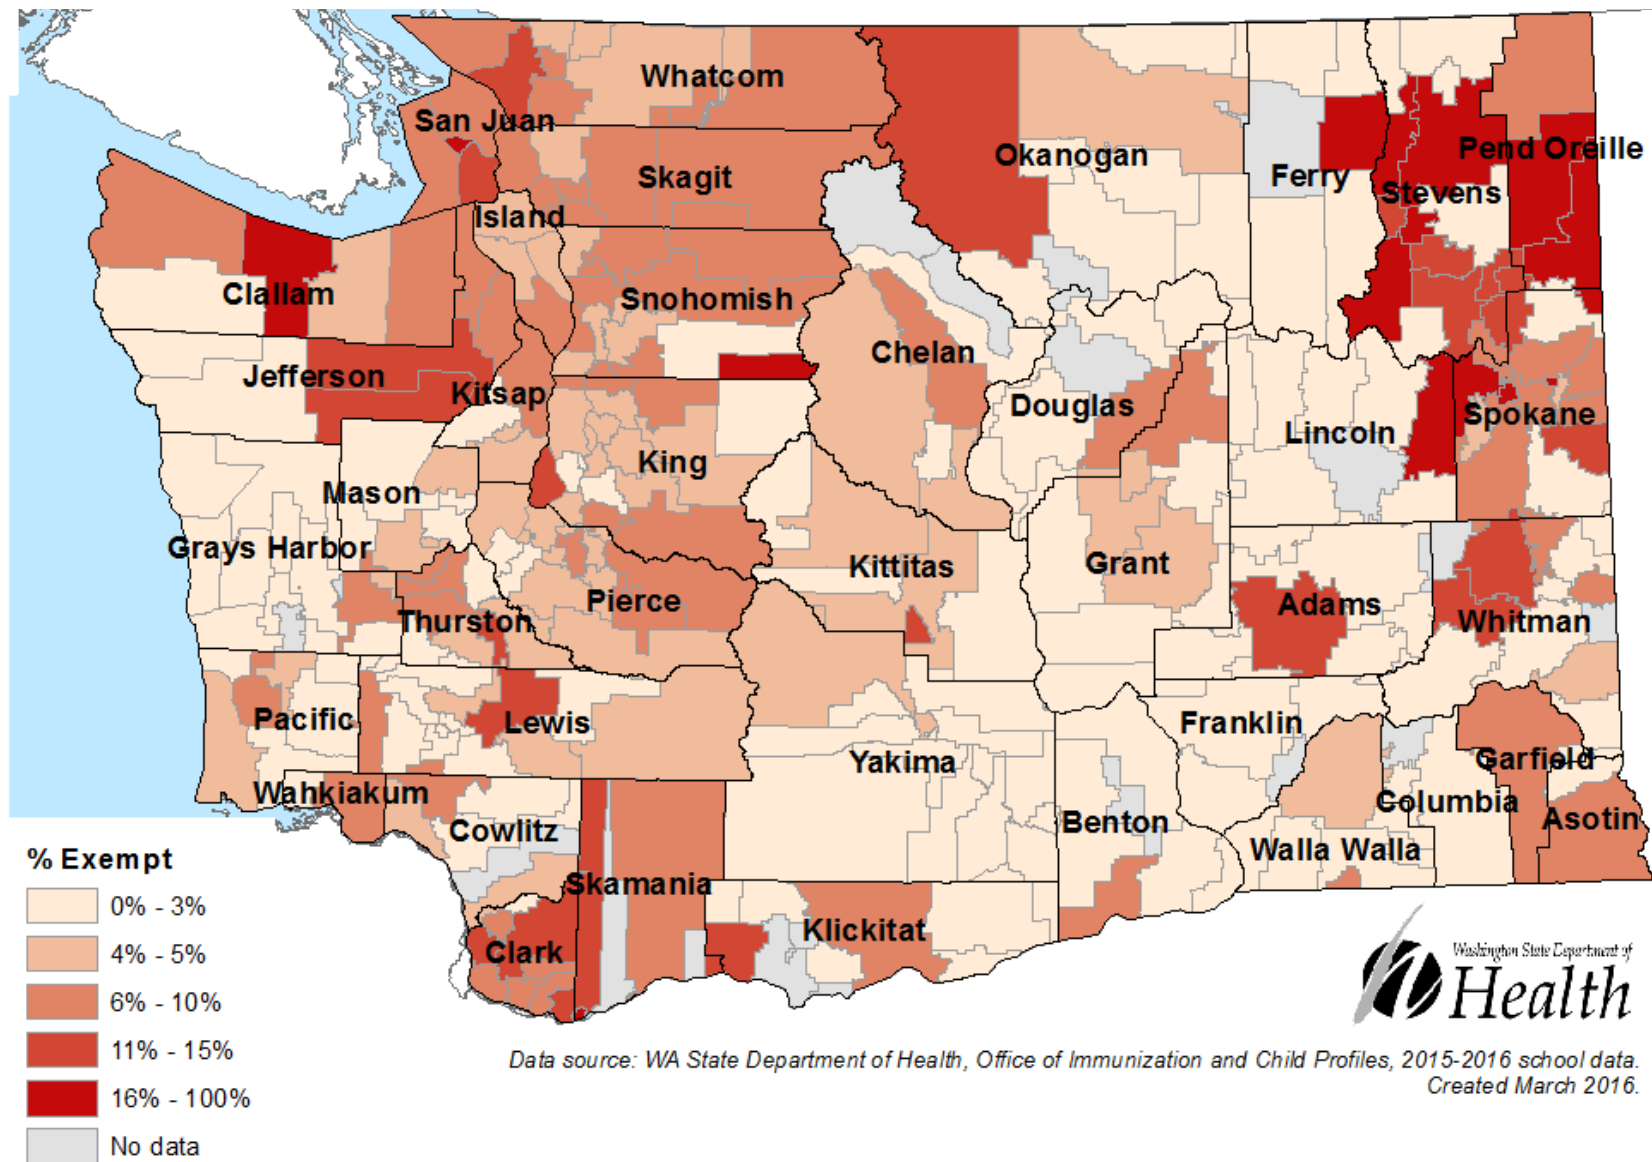 Whatcom
San Juan
Okanogan
Pend Oreille
Ferry
Skagit
Stevens
Island
Clallam
Snohomish
Chelan
Jefferson
Kitsap
Douglas
Spokane
Lincoln
King
Mason
Grays Harbor
Kittitas
Grant
Pierce
Adams
Thurston
Whitman
Pacific
Lewis
Franklin
Yakima
Garfield
Wahkiakum
Columbia
Asotin
Cowlitz
Benton
Walla Walla
Skamania
Klickitat
Clark
% Exempt
0% - 3%
4% - 5%
6% - 10%
11% - 15%
16% - 100%
No data
Washington State Department of
Health
Data source: WA State Department of Health, Office of Immunization and Child Profiles, 2015-2016 school data.
Created March 2016.